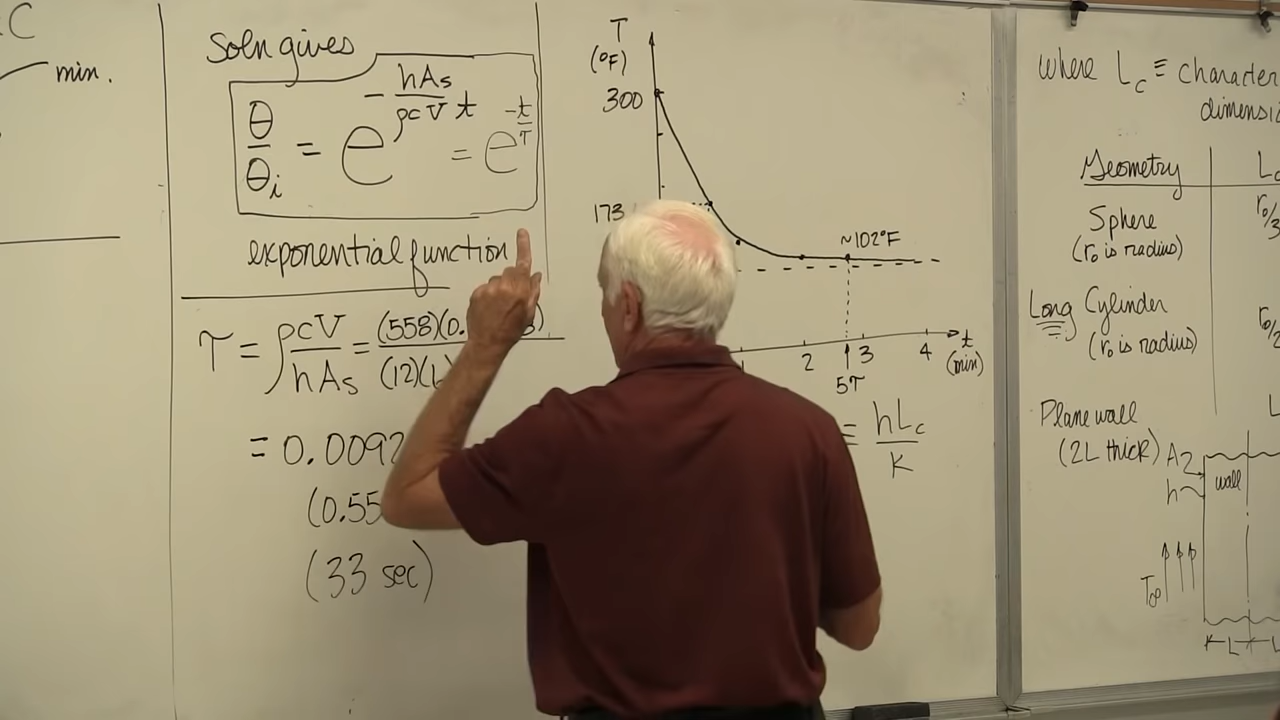 C
min.
Soln gives
θ/θi = e^(-hAs/ρcV t) = e^(-t/τ)
exponential function
τ = ρcV/hAs = (558)(0.
(12)(
= 0.0092
(0.55
(33 sec)
T
(°F)
300
173
~102°F
2 3 4 t
(min)
5τ
= hLc/k
where Lc ≡ character
dimensi
Geometry Lc
Sphere r0/3
(r0 is radius)
Long Cylinder r0/2
(r0 is radius)
Plane wall L
(2L thick)
wall
h
T∞
L